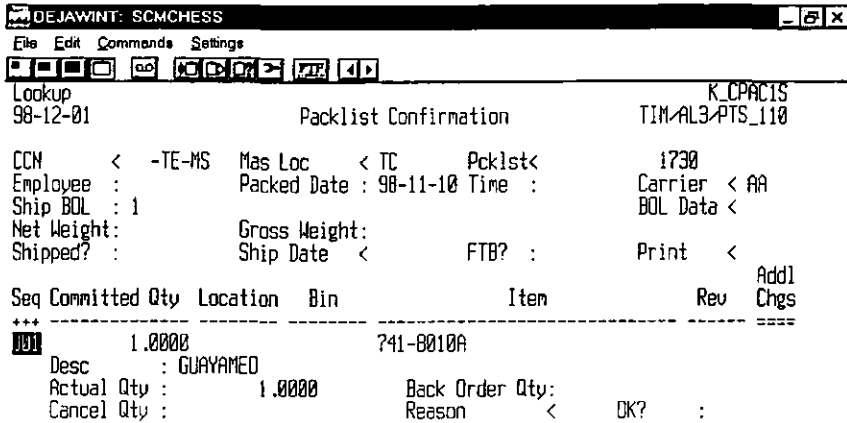 DEJAWINT: SCMCHESS
File Edit Commands Settings
FTP
Lookup K_CPAC1S
98-12-01 Packlist Confirmation TIM/AL3/PTS_110
CCN < -TE-MS Mas Loc < TC Pcklst< 1730
Employee : Packed Date : 98-11-10 Time : Carrier < AA
Ship BOL : 1 BOL Data <
Net Weight: Gross Weight:
Shipped? : Ship Date < FTB? : Print <
Addl
Seq Committed Qty Location Bin Item Rev Chgs
+++ --------------- -------- ------- ------------------------------ ------ ====
001 1.0000 741-8010A
Desc : GUAYAMED
Actual Qty : 1.0000 Back Order Qty:
Cancel Qty : Reason < OK? :